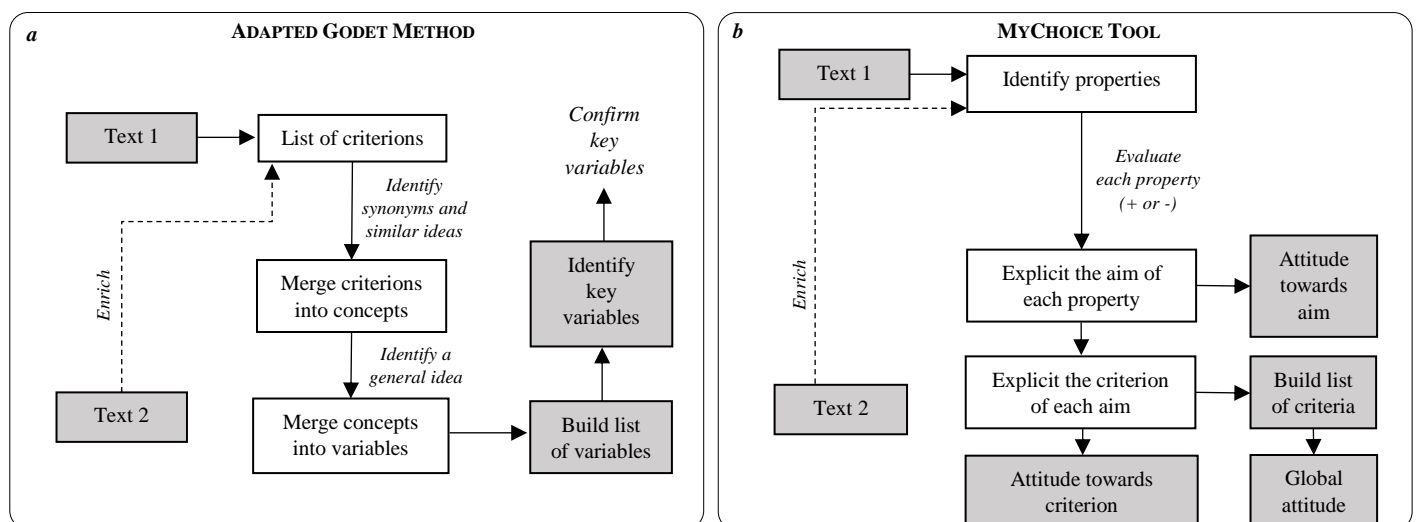 a
ADAPTED GODET METHOD
Text 1
List of criterions
Identify
synonyms and
similar ideas
Enrich
Merge criterions
into concepts
Identify a
general idea
Text 2
Merge concepts
into variables
Build list
of variables
Identify
key
variables
Confirm
key
variables
b
MYCHOICE TOOL
Text 1
Identify properties
Evaluate
each property
(+ or -)
Enrich
Explicit the aim of
each property
Attitude
towards
aim
Text 2
Explicit the criterion
of each aim
Build list
of criteria
Attitude towards
criterion
Global
attitude